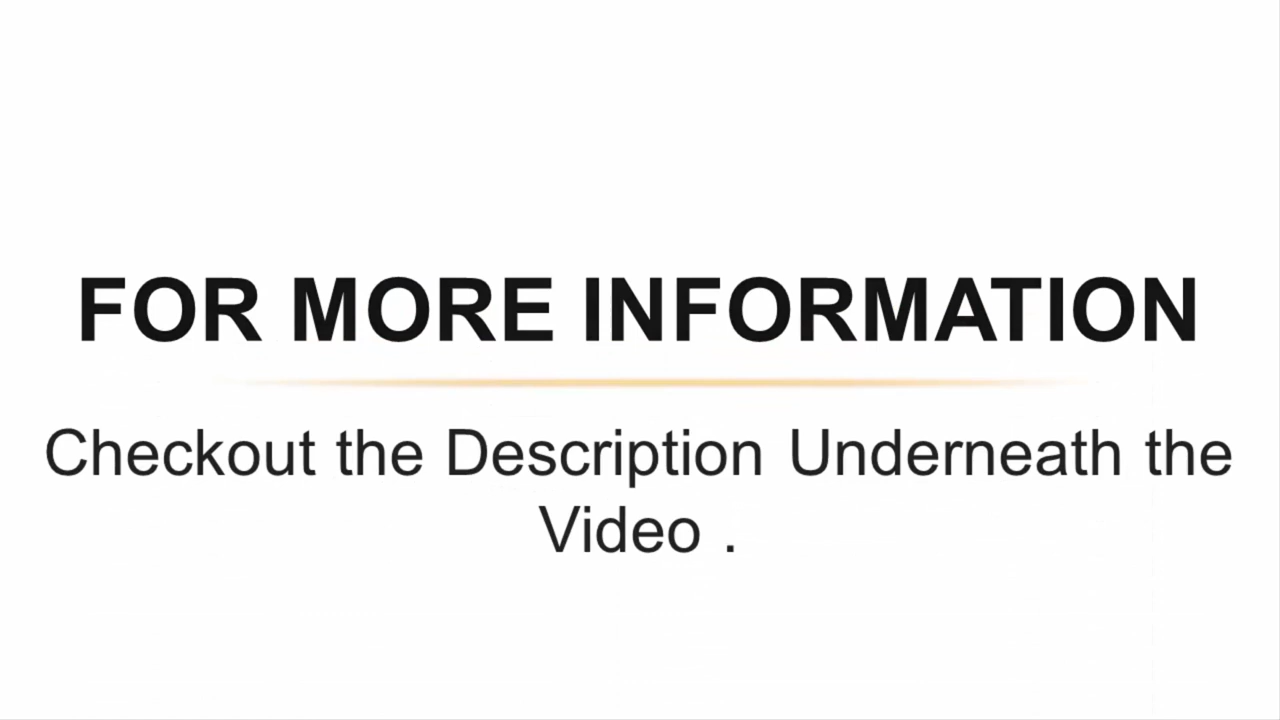 FOR MORE INFORMATION
Checkout the Description Underneath the
Video .